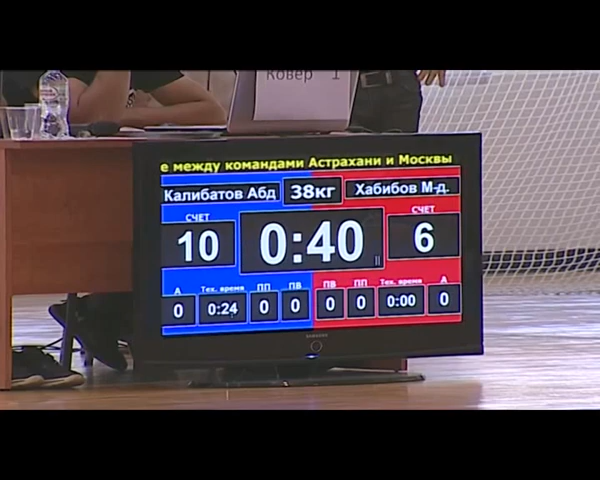 Ковер 1
е между командами Астрахани и Москвы
Калибатов Абд 38кг Хабибов М-д.
СЧЕТ СЧЕТ
10 0:40 6
А Тех. время ПП ПВ ПВ ПП Тех. время А
0 0:24 0 0 0 0 0:00 0
SAMSUNG